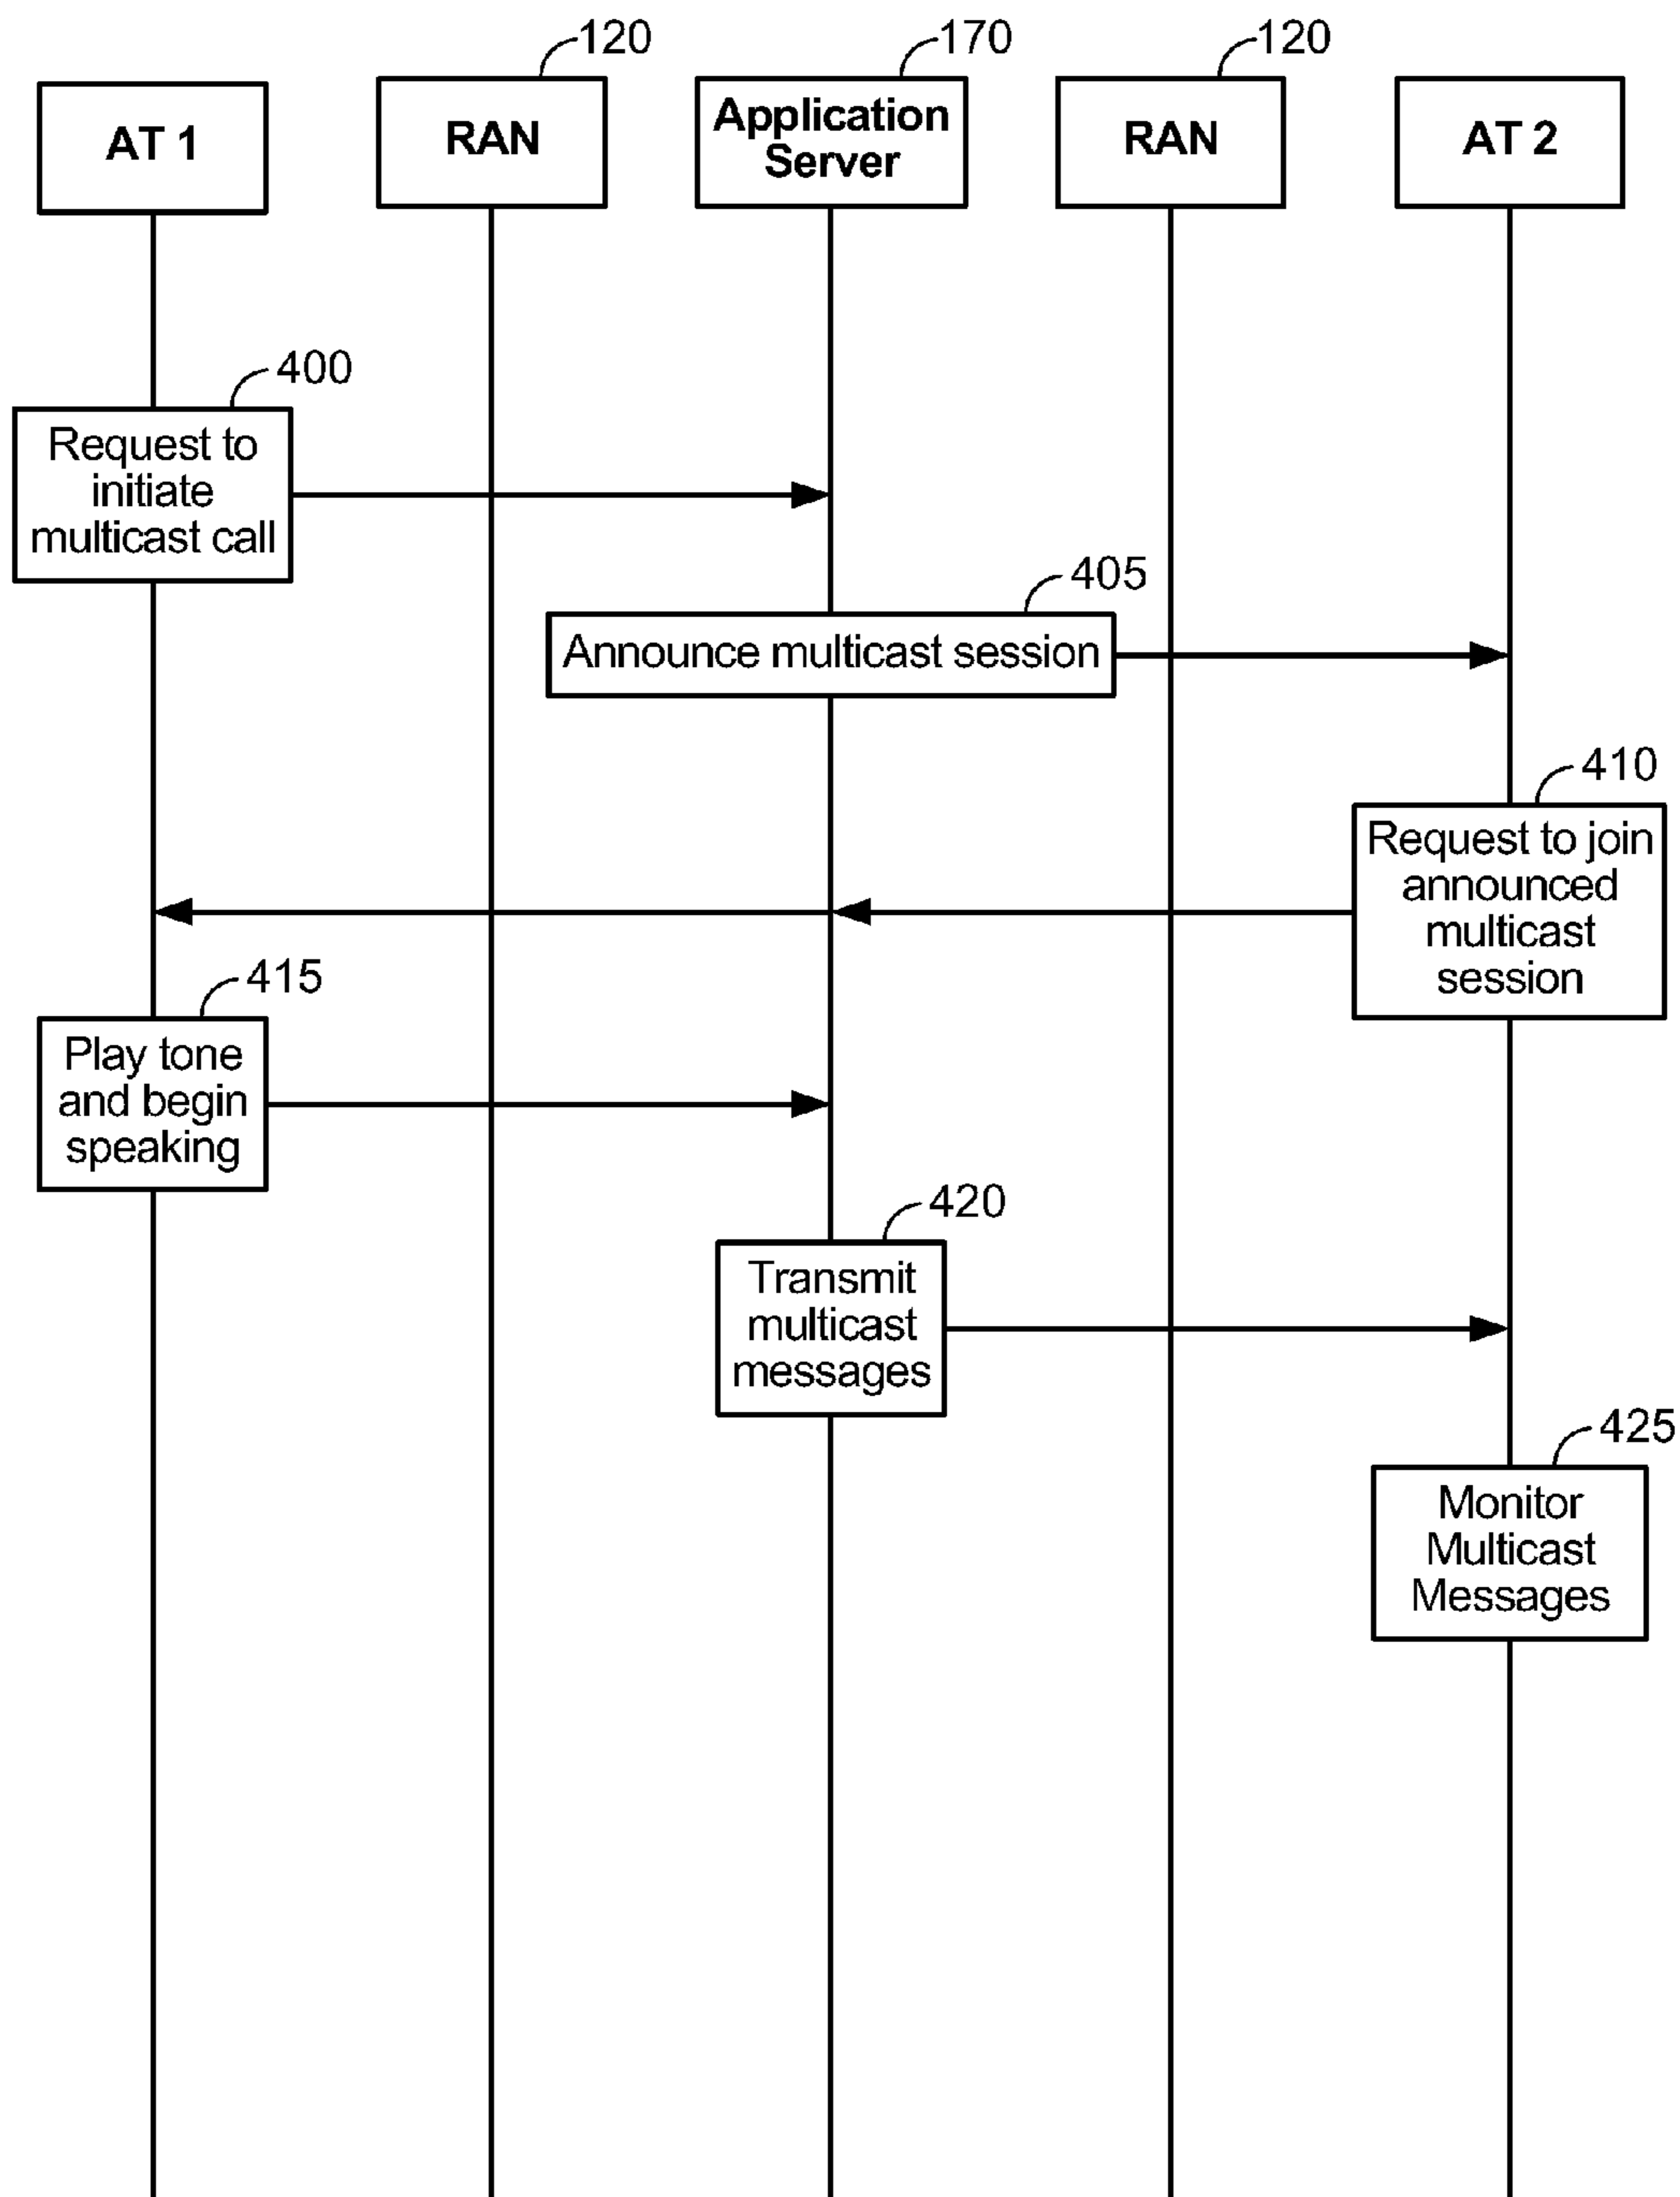 120
170
120
AT 1
RAN
Application
Server
RAN
AT 2
400
Request to
initiate
multicast call
405
Announce multicast session
410
Request to join
announced
multicast
session
415
Play tone
and begin
speaking
420
Transmit
multicast
messages
425
Monitor
Multicast
Messages